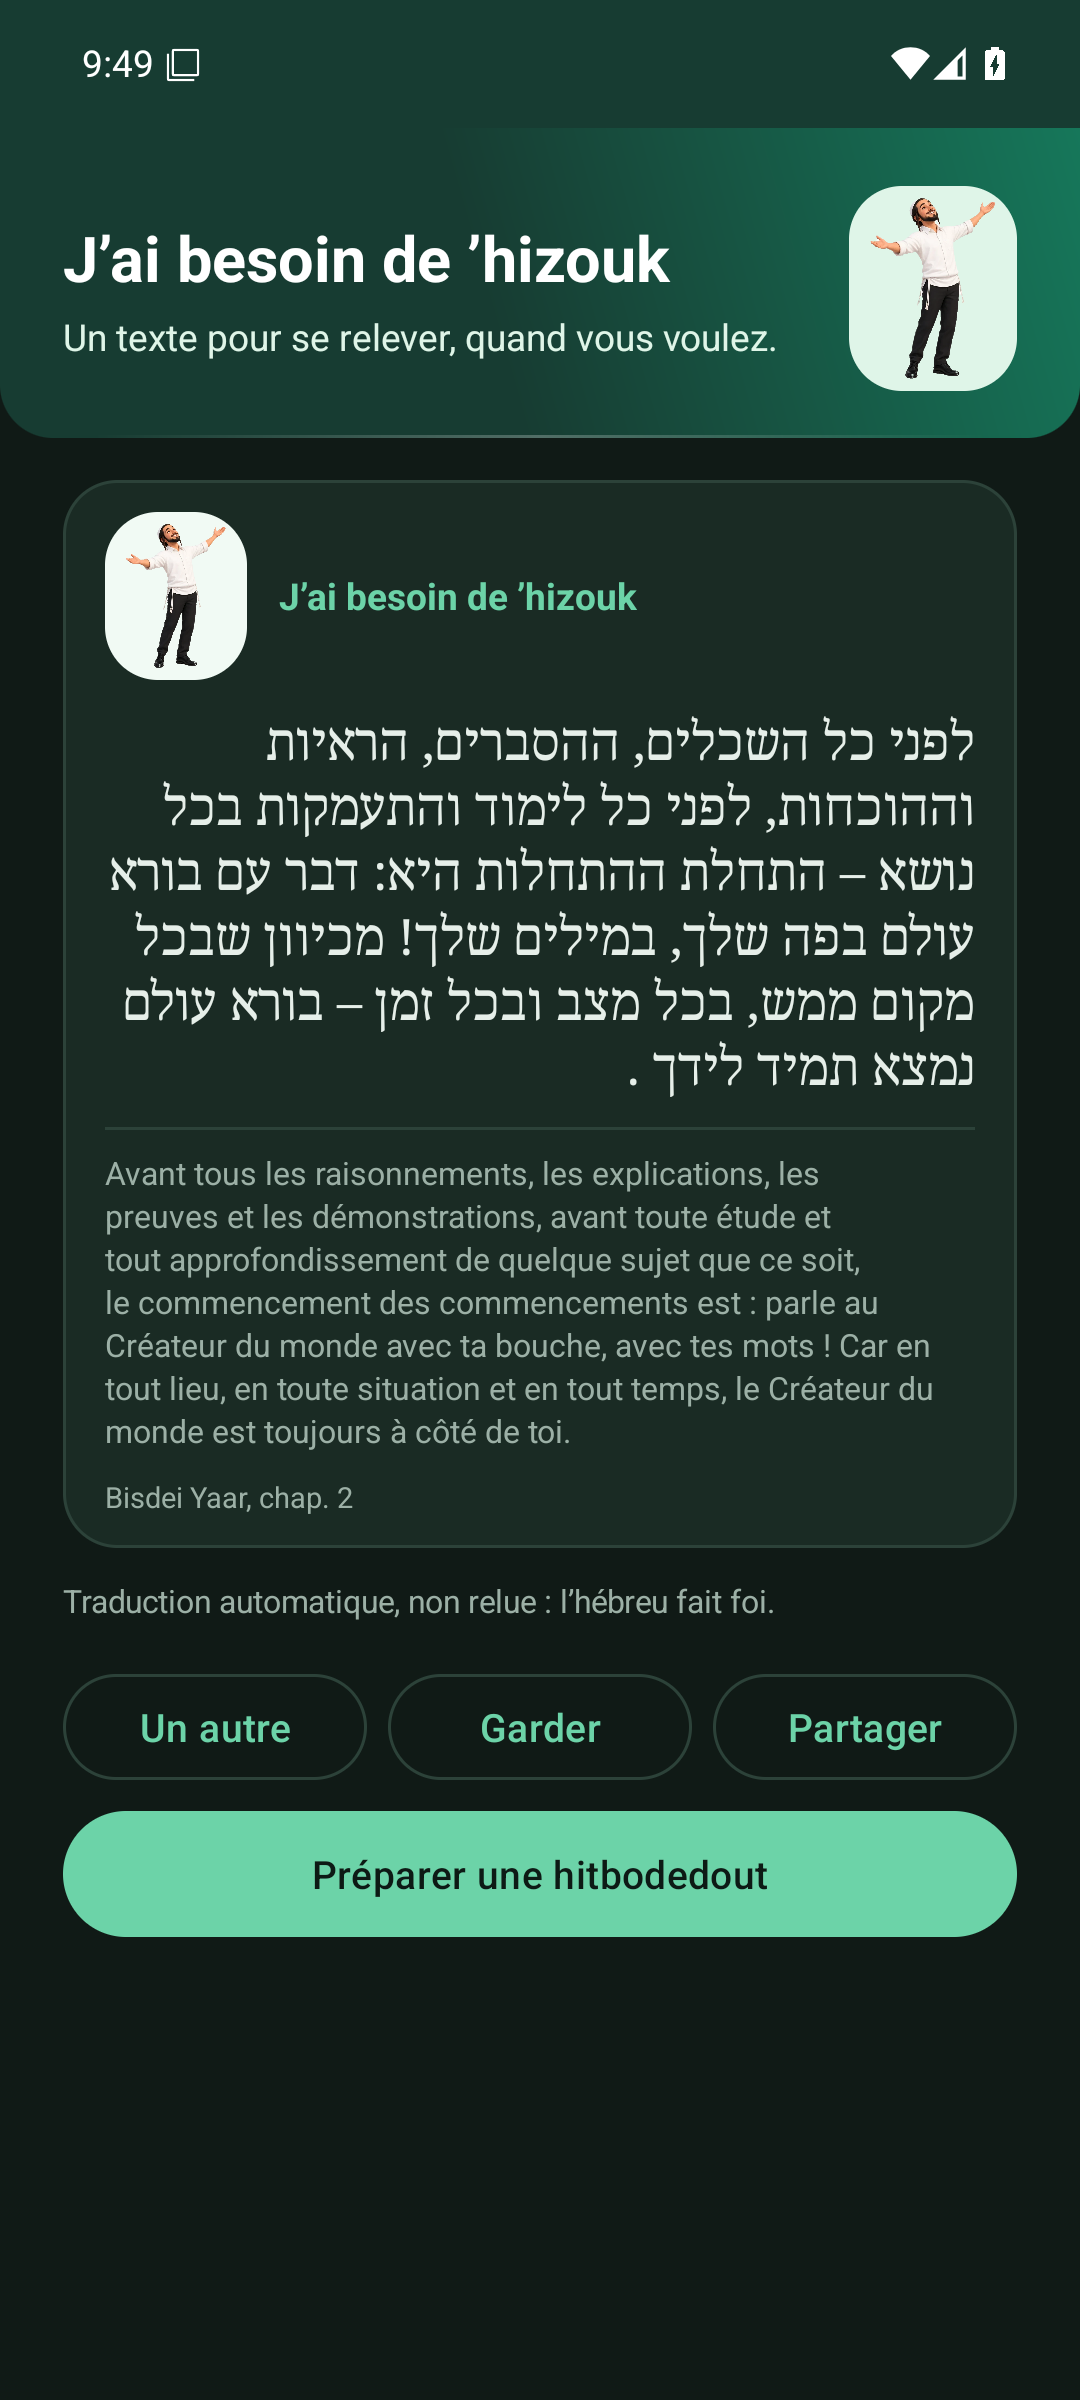 9:49
J’ai besoin de ’hizouk
Un texte pour se relever, quand vous voulez.
J’ai besoin de ’hizouk
לפני כל השכלים, ההסברים, הראיות
וההוכחות, לפני כל לימוד והתעמקות בכל
נושא – התחלת ההתחלות היא: דבר עם בורא
עולם בפה שלך, במילים שלך! מכיוון שבכל
מקום ממש, בכל מצב ובכל זמן – בורא עולם
נמצא תמיד לידך .
Avant tous les raisonnements, les explications, les
preuves et les démonstrations, avant toute étude et
tout approfondissement de quelque sujet que ce soit,
le commencement des commencements est : parle au
Créateur du monde avec ta bouche, avec tes mots ! Car en
tout lieu, en toute situation et en tout temps, le Créateur du
monde est toujours à côté de toi.
Bisdei Yaar, chap. 2
Traduction automatique, non relue : l’hébreu fait foi.
Un autre
Garder
Partager
Préparer une hitbodedout